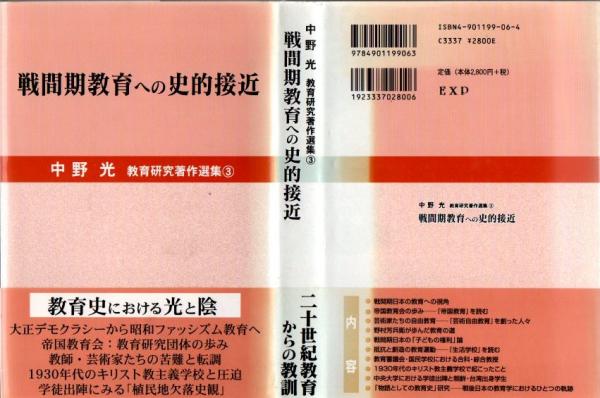 戦間期教育への史的接近
中野 光 教育研究著作選集③
教育史における光と陰
大正デモクラシーから昭和ファッシズム教育へ
帝国教育会：教育研究団体の歩み
教師・芸術家たちの苦難と転調
1930年代のキリスト教主義学校と圧迫
学徒出陣にみる「植民地欠落史観」
中野 光 教育研究著作選集③
戦間期教育への史的接近
二十世紀教育
からの教訓
ISBN4-901199-06-4
C3337 ¥2800E
9784901199063
定価（本体2,800円＋税）
1923337028006
EXP
中野 光 教育研究著作選集③
戦間期教育への史的接近
内容
●戦間期日本の教育への視角
●帝国教育会の歩み──『帝国教育』を読む
●芸術家たちの自由教育──『芸術自由教育』を創った人々
●野村芳兵衛が歩んだ教育の道
●戦間期日本の「子どもの権利」論
●抵抗と創造の教育運動──『生活学校』を読む
●教育審議会・国民学校における合科・綜合教授
●1930年代のキリスト教主義学校で起こったこと
●中央大学における学徒出陣と朝鮮・台湾出身学生
●「物語としての教育史」研究──戦後日本の教育学におけるひとつの軌跡